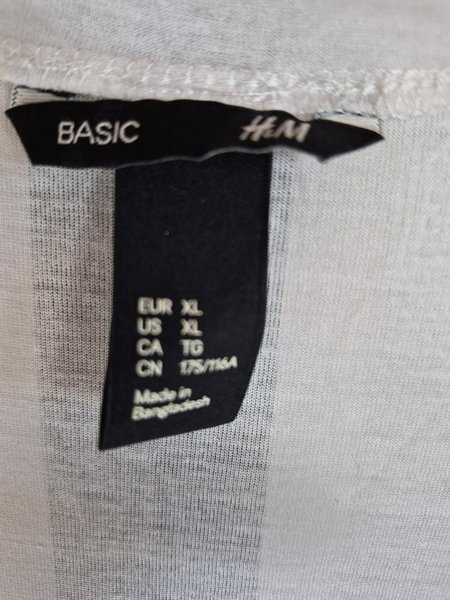 BASIC H&M
EUR XL
US XL
CA TG
CN 175/116A
Made in
Bangladesh